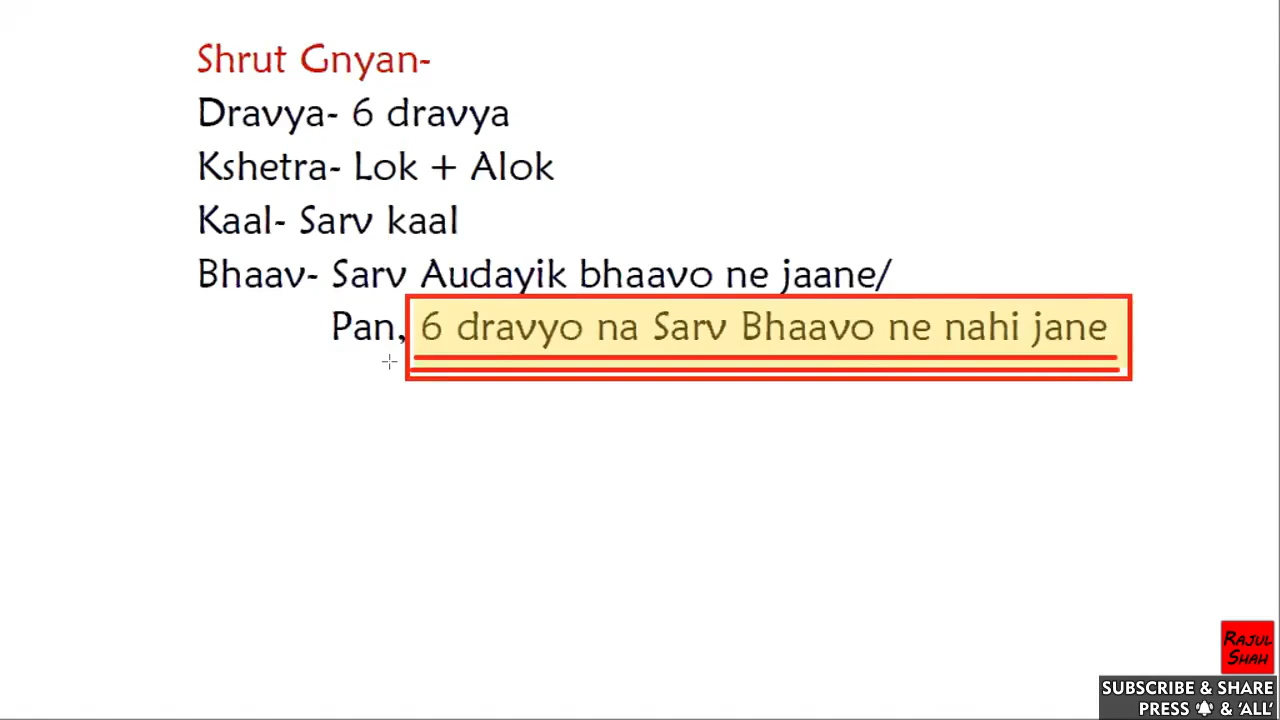 Shrut Gnyan-
Dravya- 6 dravya
Kshetra- Lok + Alok
Kaal- Sarv kaal
Bhaav- Sarv Audayik bhaavo ne jaane/
Pan, 6 dravyo na Sarv Bhaavo ne nahi jane
RAJUL
SHAH
SUBSCRIBE & SHARE
PRESS 🔔 & 'ALL'